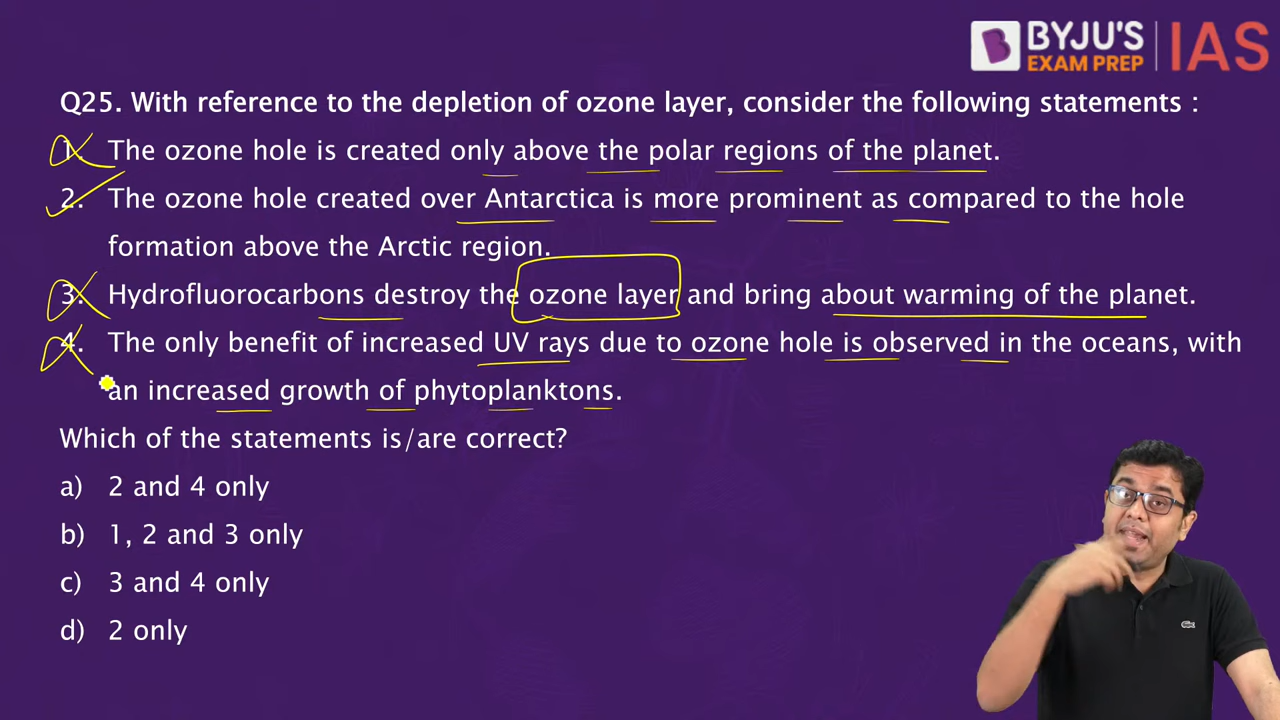 BYJU'S
EXAM PREP
IAS
Q25. With reference to the depletion of ozone layer, consider the following statements :
1. The ozone hole is created only above the polar regions of the planet.
2. The ozone hole created over Antarctica is more prominent as compared to the hole
formation above the Arctic region.
3. Hydrofluorocarbons destroy the ozone layer and bring about warming of the planet.
4. The only benefit of increased UV rays due to ozone hole is observed in the oceans, with
an increased growth of phytoplanktons.
Which of the statements is/are correct?
a) 2 and 4 only
b) 1, 2 and 3 only
c) 3 and 4 only
d) 2 only